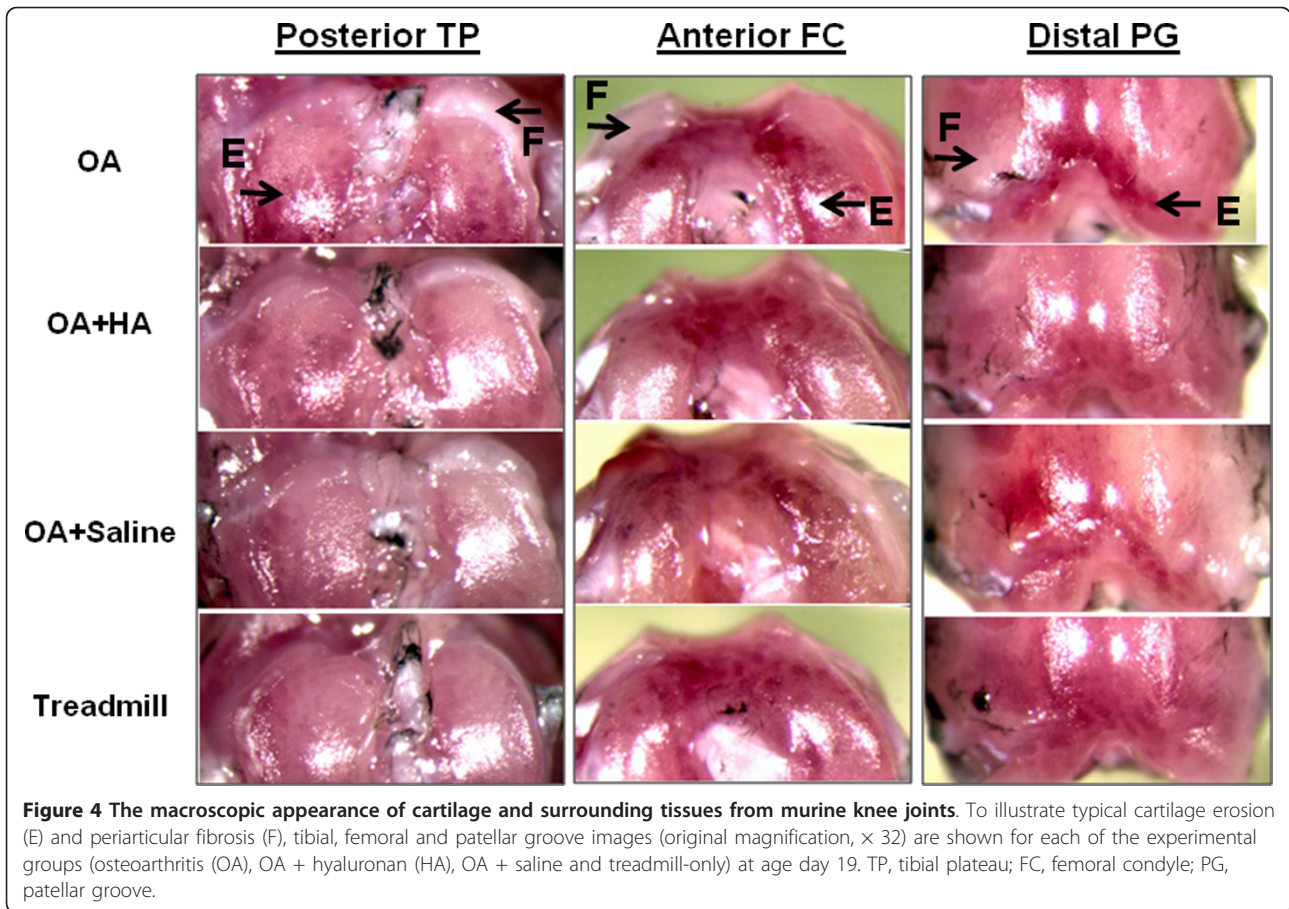 Posterior TP Anterior FC Distal PG
OA
E
F
F
E
F
E
OA+HA
OA+Saline
Treadmill
Figure 4 The macroscopic appearance of cartilage and surrounding tissues from murine knee joints. To illustrate typical cartilage erosion
(E) and periarticular fibrosis (F), tibial, femoral and patellar groove images (original magnification, × 32) are shown for each of the experimental
groups (osteoarthritis (OA), OA + hyaluronan (HA), OA + saline and treadmill-only) at age day 19. TP, tibial plateau; FC, femoral condyle; PG,
patellar groove.